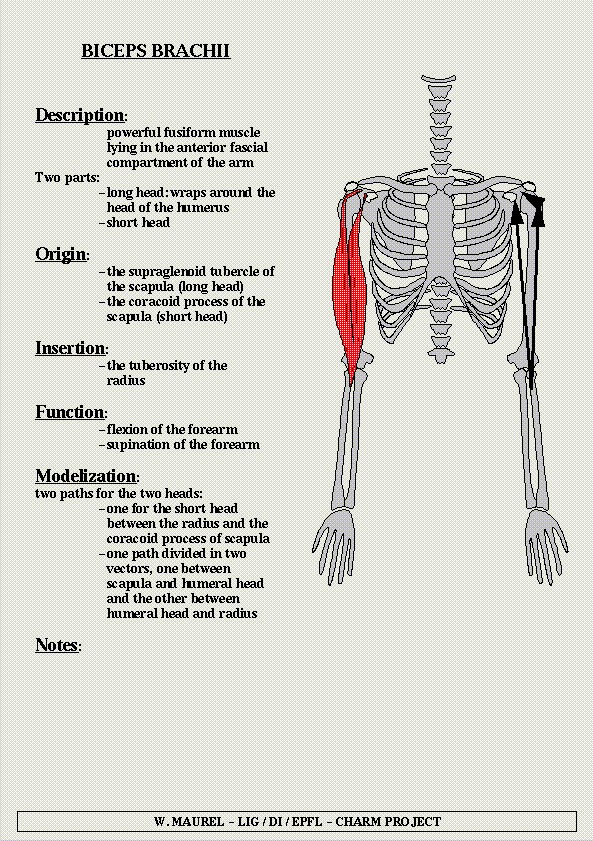 BICEPS BRACHII
Description:
powerful fusiform muscle
lying in the anterior fascial
compartment of the arm
Two parts:
-long head: wraps around the
head of the humerus
-short head
Origin:
-the supraglenoid tubercle of
the scapula (long head)
-the coracoid process of the
scapula (short head)
Insertion:
-the tuberosity of the
radius
Function:
-flexion of the forearm
-supination of the forearm
Modelization:
two paths for the two heads:
-one for the short head
between the radius and the
coracoid process of scapula
-one path divided in two
vectors, one between
scapula and humeral head
and the other between
humeral head and radius
Notes:
W. MAUREL - LIG / DI / EPFL - CHARM PROJECT